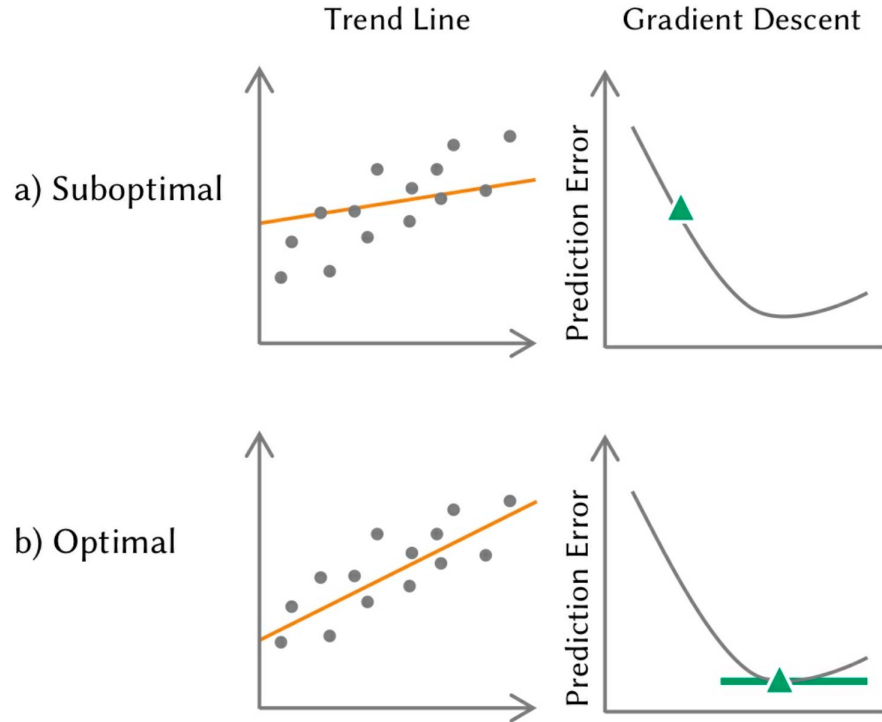 Trend Line
Gradient Descent
a) Suboptimal
Prediction Error
b) Optimal
Prediction Error